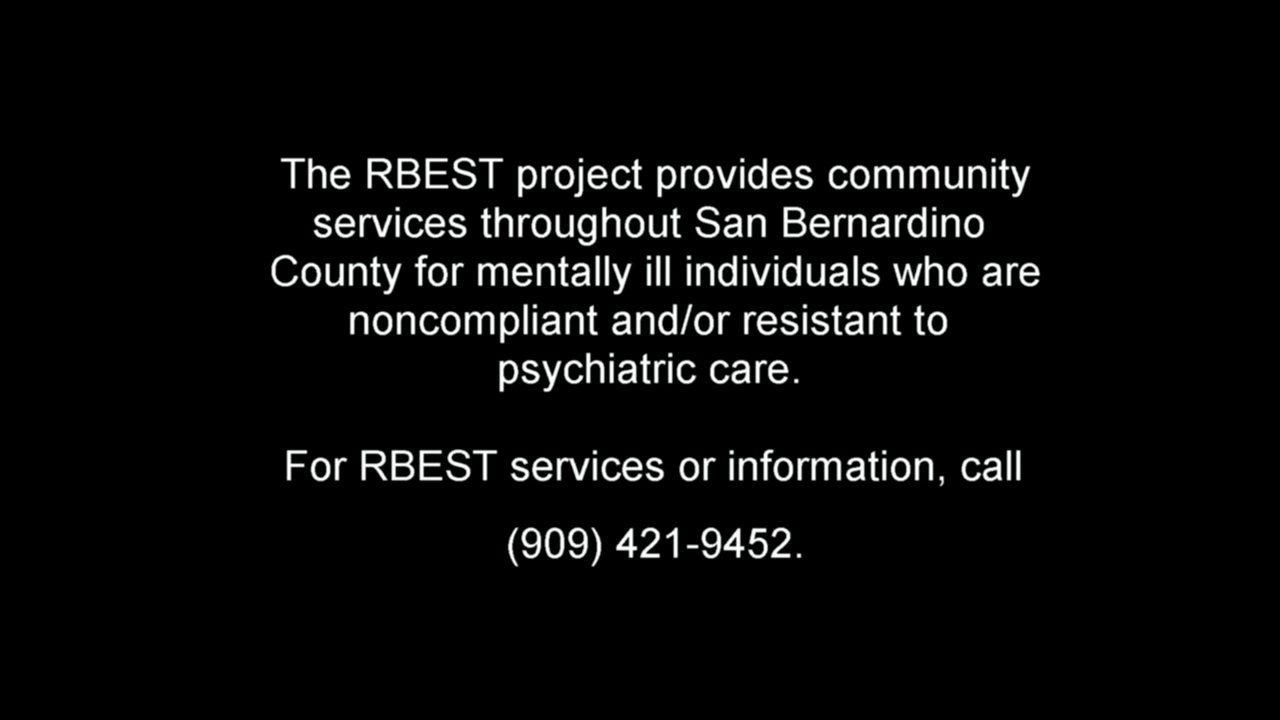 The RBEST project provides community
services throughout San Bernardino
County for mentally ill individuals who are
noncompliant and/or resistant to
psychiatric care.
For RBEST services or information, call
(909) 421-9452.